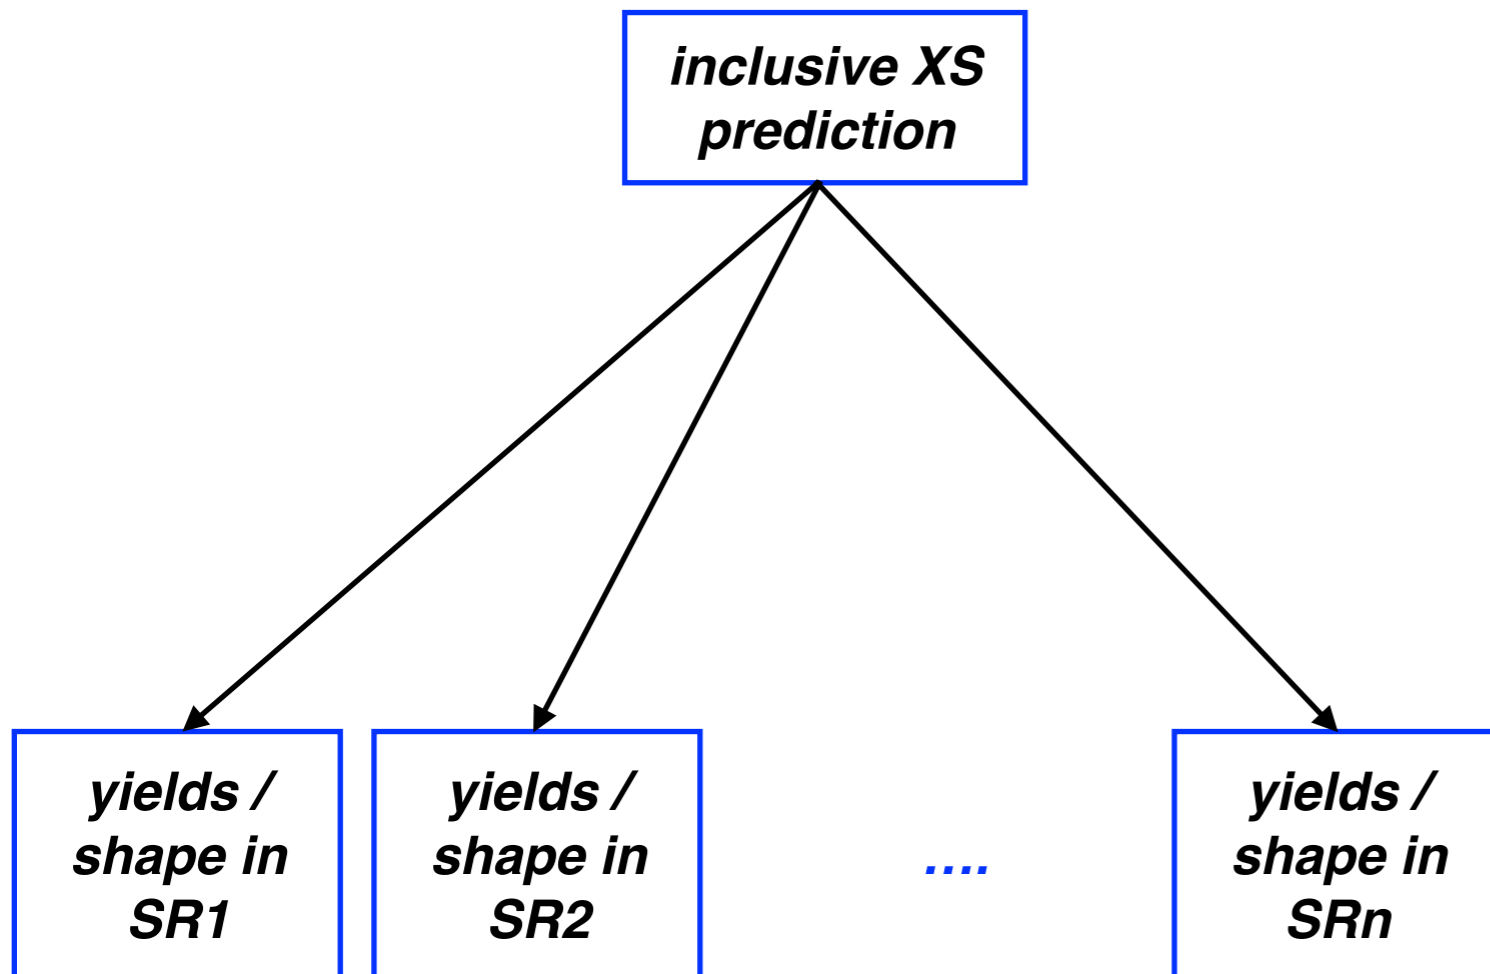 inclusive XS
prediction
yields /
shape in
SR1
yields /
shape in
SR2
....
yields /
shape in
SRn